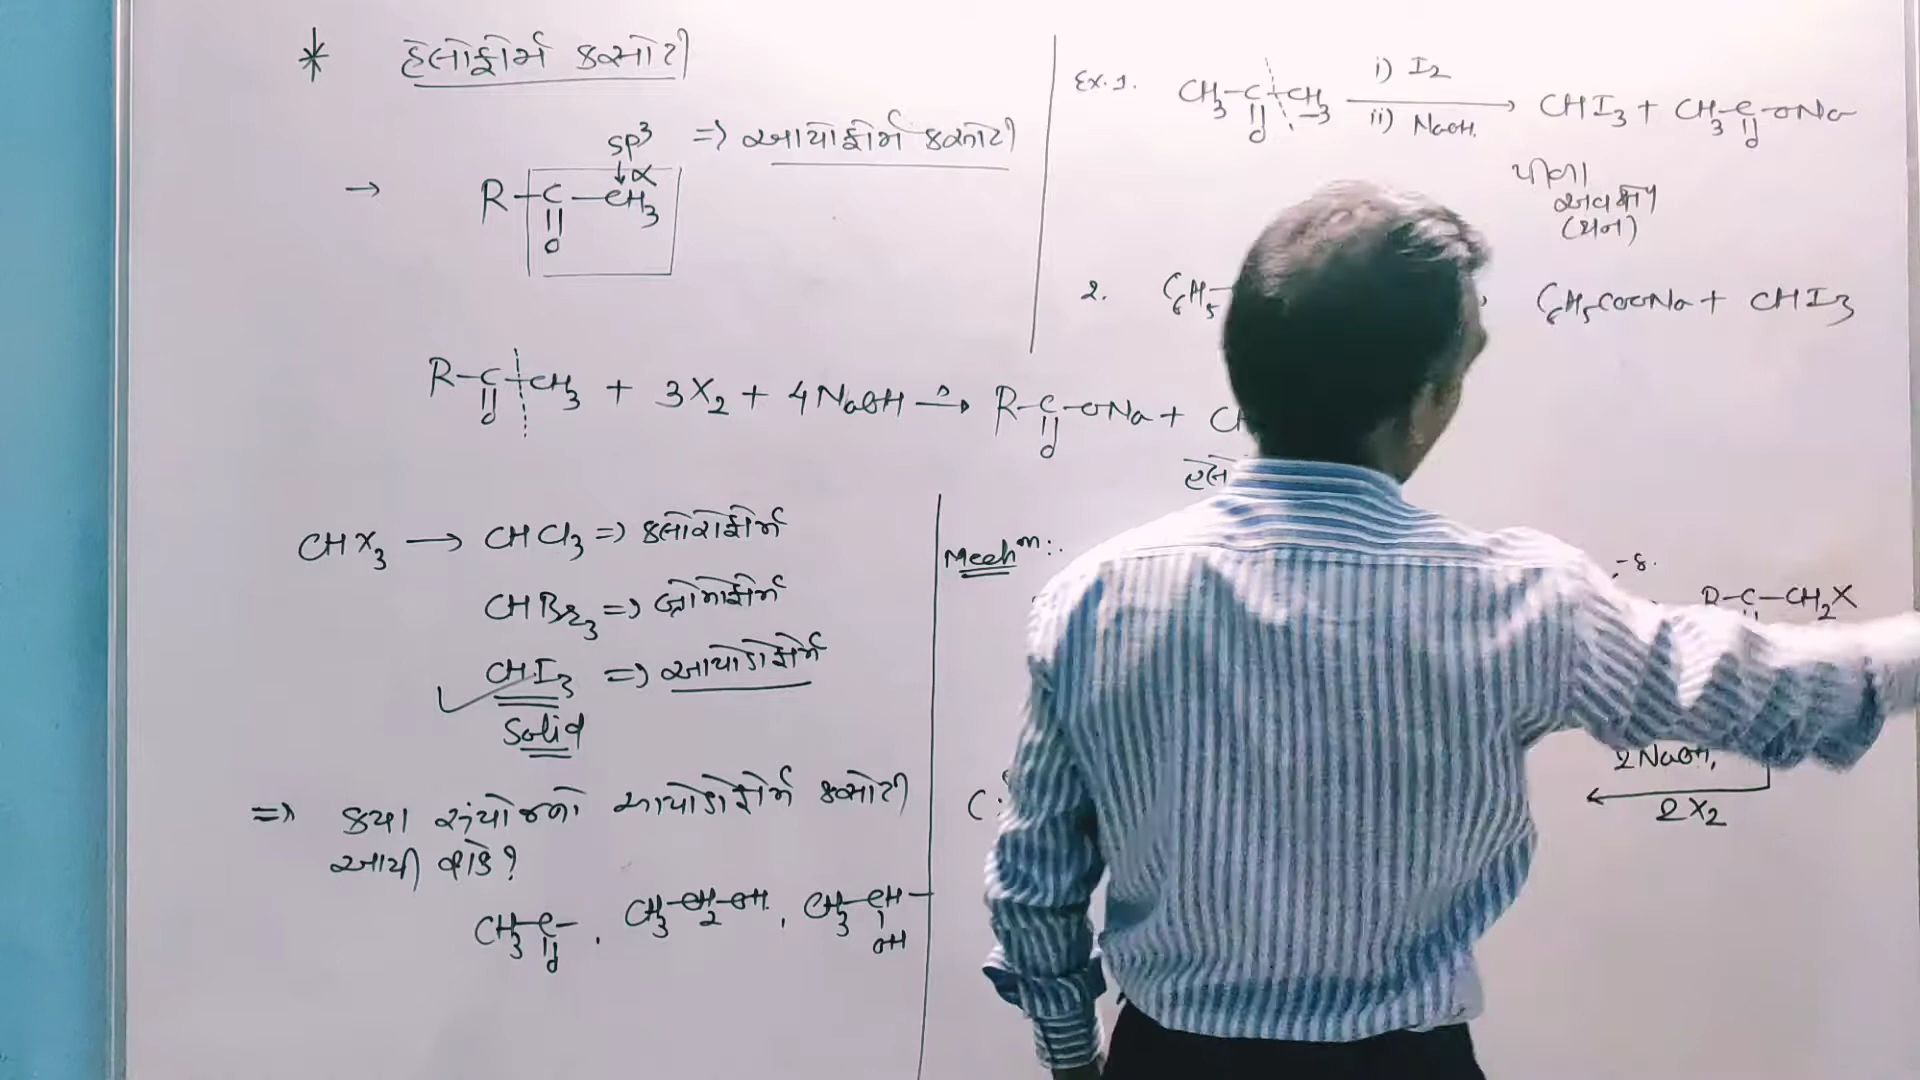 * હેલોફોર્મ કસોટી
sp³ => આયોફોર્મ કસોટી
↓α
→ R-C-CH₃
||
O
R-C-CH₃ + 3X₂ + 4NaOH →Δ R-C-ONa + CH
|| ||
O O
હેલો
CHX₃ → CHCl₃ => ક્લોરોફોર્મ
CHBr₃ => બ્રોમોફોર્મ
CHI₃ => આયોડોફોર્મ
Solid
=> કયા સંયોજનો આયોડોફોર્મ કસોટી
આપી શકે?
CH₃-C- , CH₃-CH₂-OH , CH₃-CH-
|| |
O OH
Ex.1. CH₃-C-CH₃ i) I₂ ii) NaOH. → CHI₃ + CH₃-C-ONa
|| ||
O O
પીળા
અવક્ષેપ
(ઘન)
2. C₆H₅- C₆H₅COONa + CHI₃
Mechᵐ:.
R-C-CH₂X
2NaOH,
2X₂